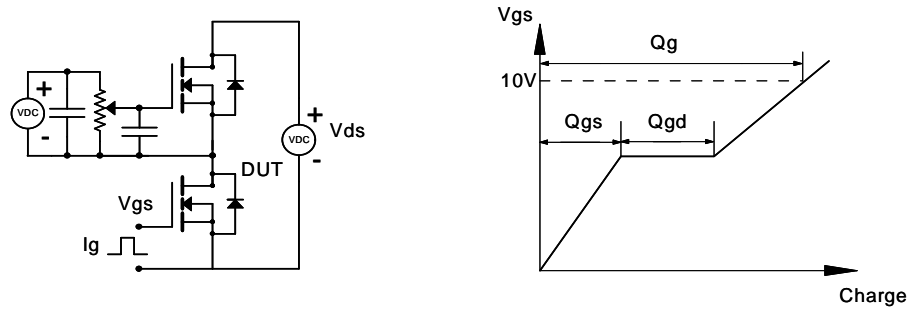 +
VDC
-
+
VDC
-
Vds
DUT
Vgs
Ig
Vgs
Qg
10V
Qgs
Qgd
Charge